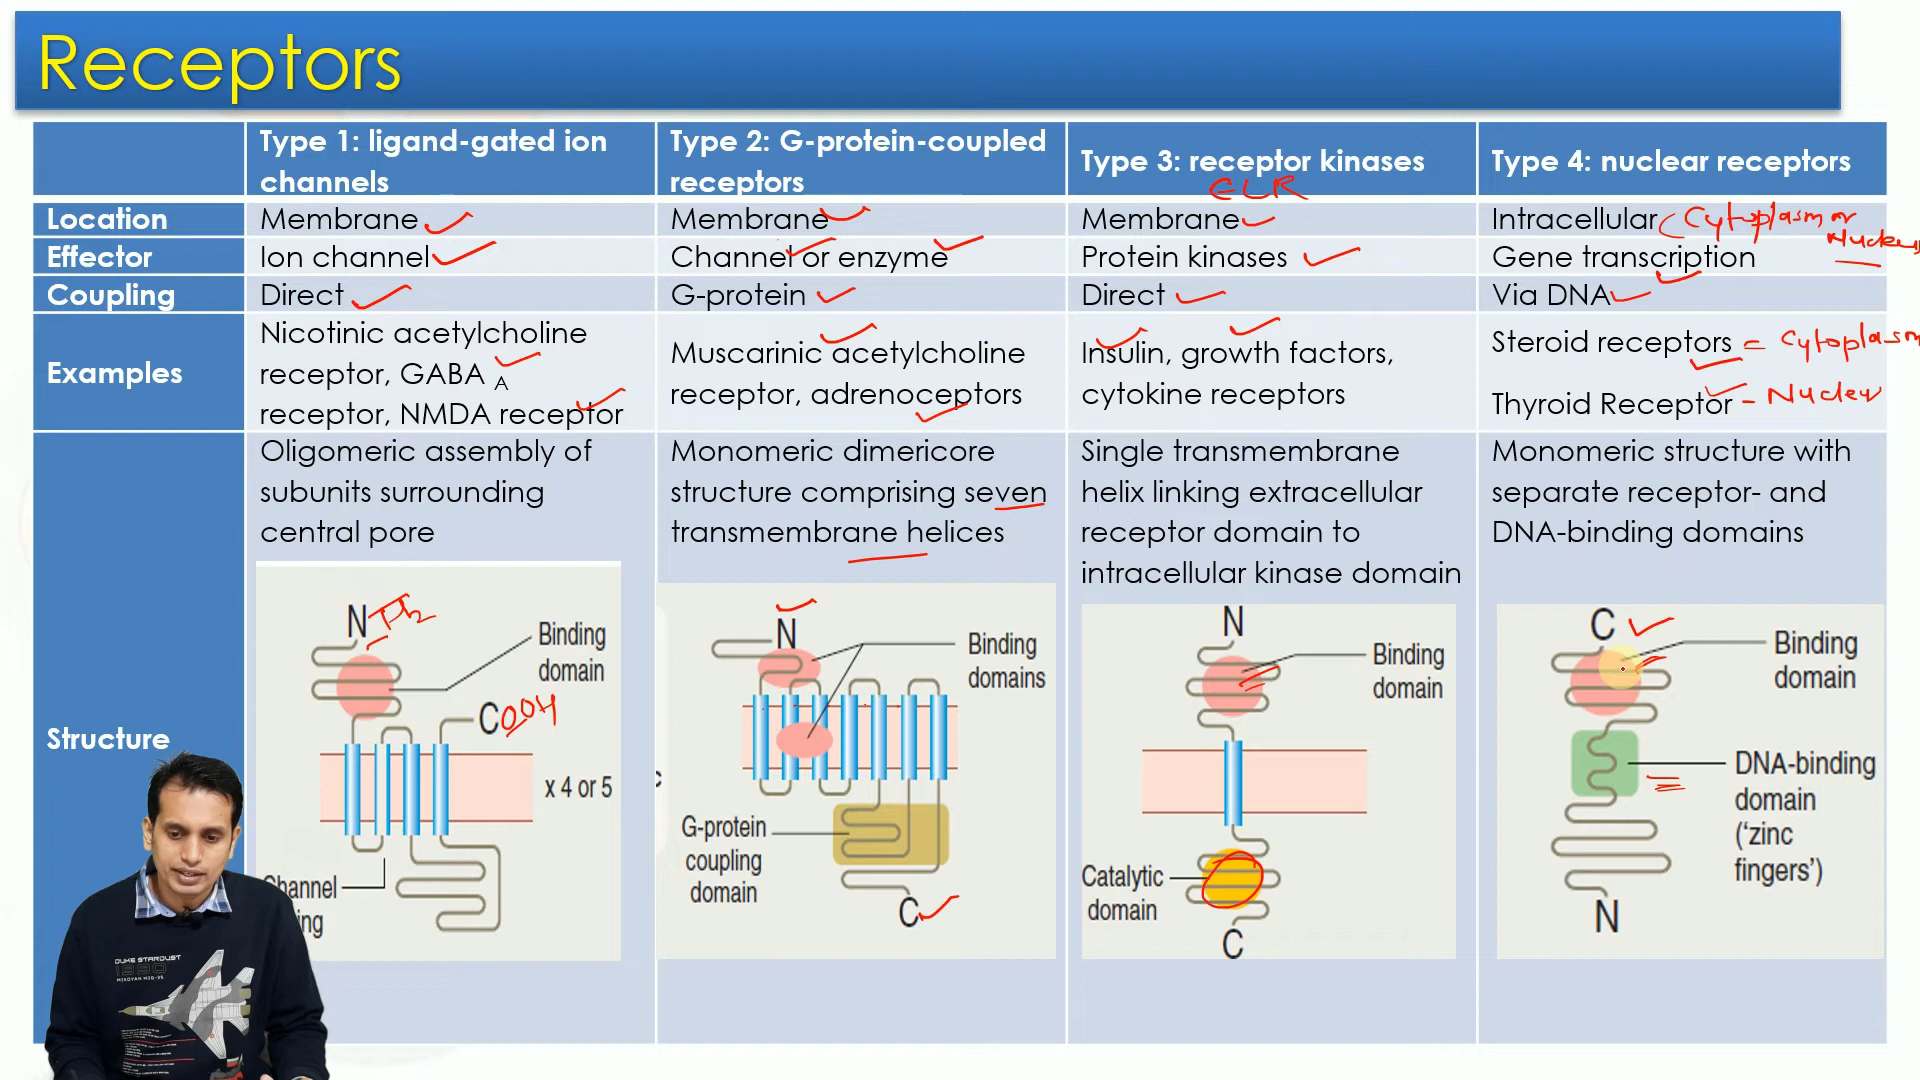 Receptors
Type 1: ligand-gated ion
channels
Type 2: G-protein-coupled
receptors
Type 3: receptor kinases
ELR
Type 4: nuclear receptors
Location
Membrane
Membrane
Membrane
Intracellular (Cytoplasm or
Nucleus
Effector
Ion channel
Channel or enzyme
Protein kinases
Gene transcription
Coupling
Direct
G-protein
Direct
Via DNA
Examples
Nicotinic acetylcholine
receptor, GABA A
receptor, NMDA receptor
Muscarinic acetylcholine
receptor, adrenoceptors
Insulin, growth factors,
cytokine receptors
Steroid receptors = Cytoplasm
Thyroid Receptor - Nucleu
Structure
Oligomeric assembly of
subunits surrounding
central pore
Monomeric dimericore
structure comprising seven
transmembrane helices
Single transmembrane
helix linking extracellular
receptor domain to
intracellular kinase domain
Monomeric structure with
separate receptor- and
DNA-binding domains
N
Binding
domain
COOH
x 4 or 5
Channel
N
Binding
domains
G-protein
coupling
domain
C
N
Binding
domain
Catalytic
domain
C
C
Binding
domain
DNA-binding
domain
('zinc
fingers')
N
DUKE STARDUST
1990